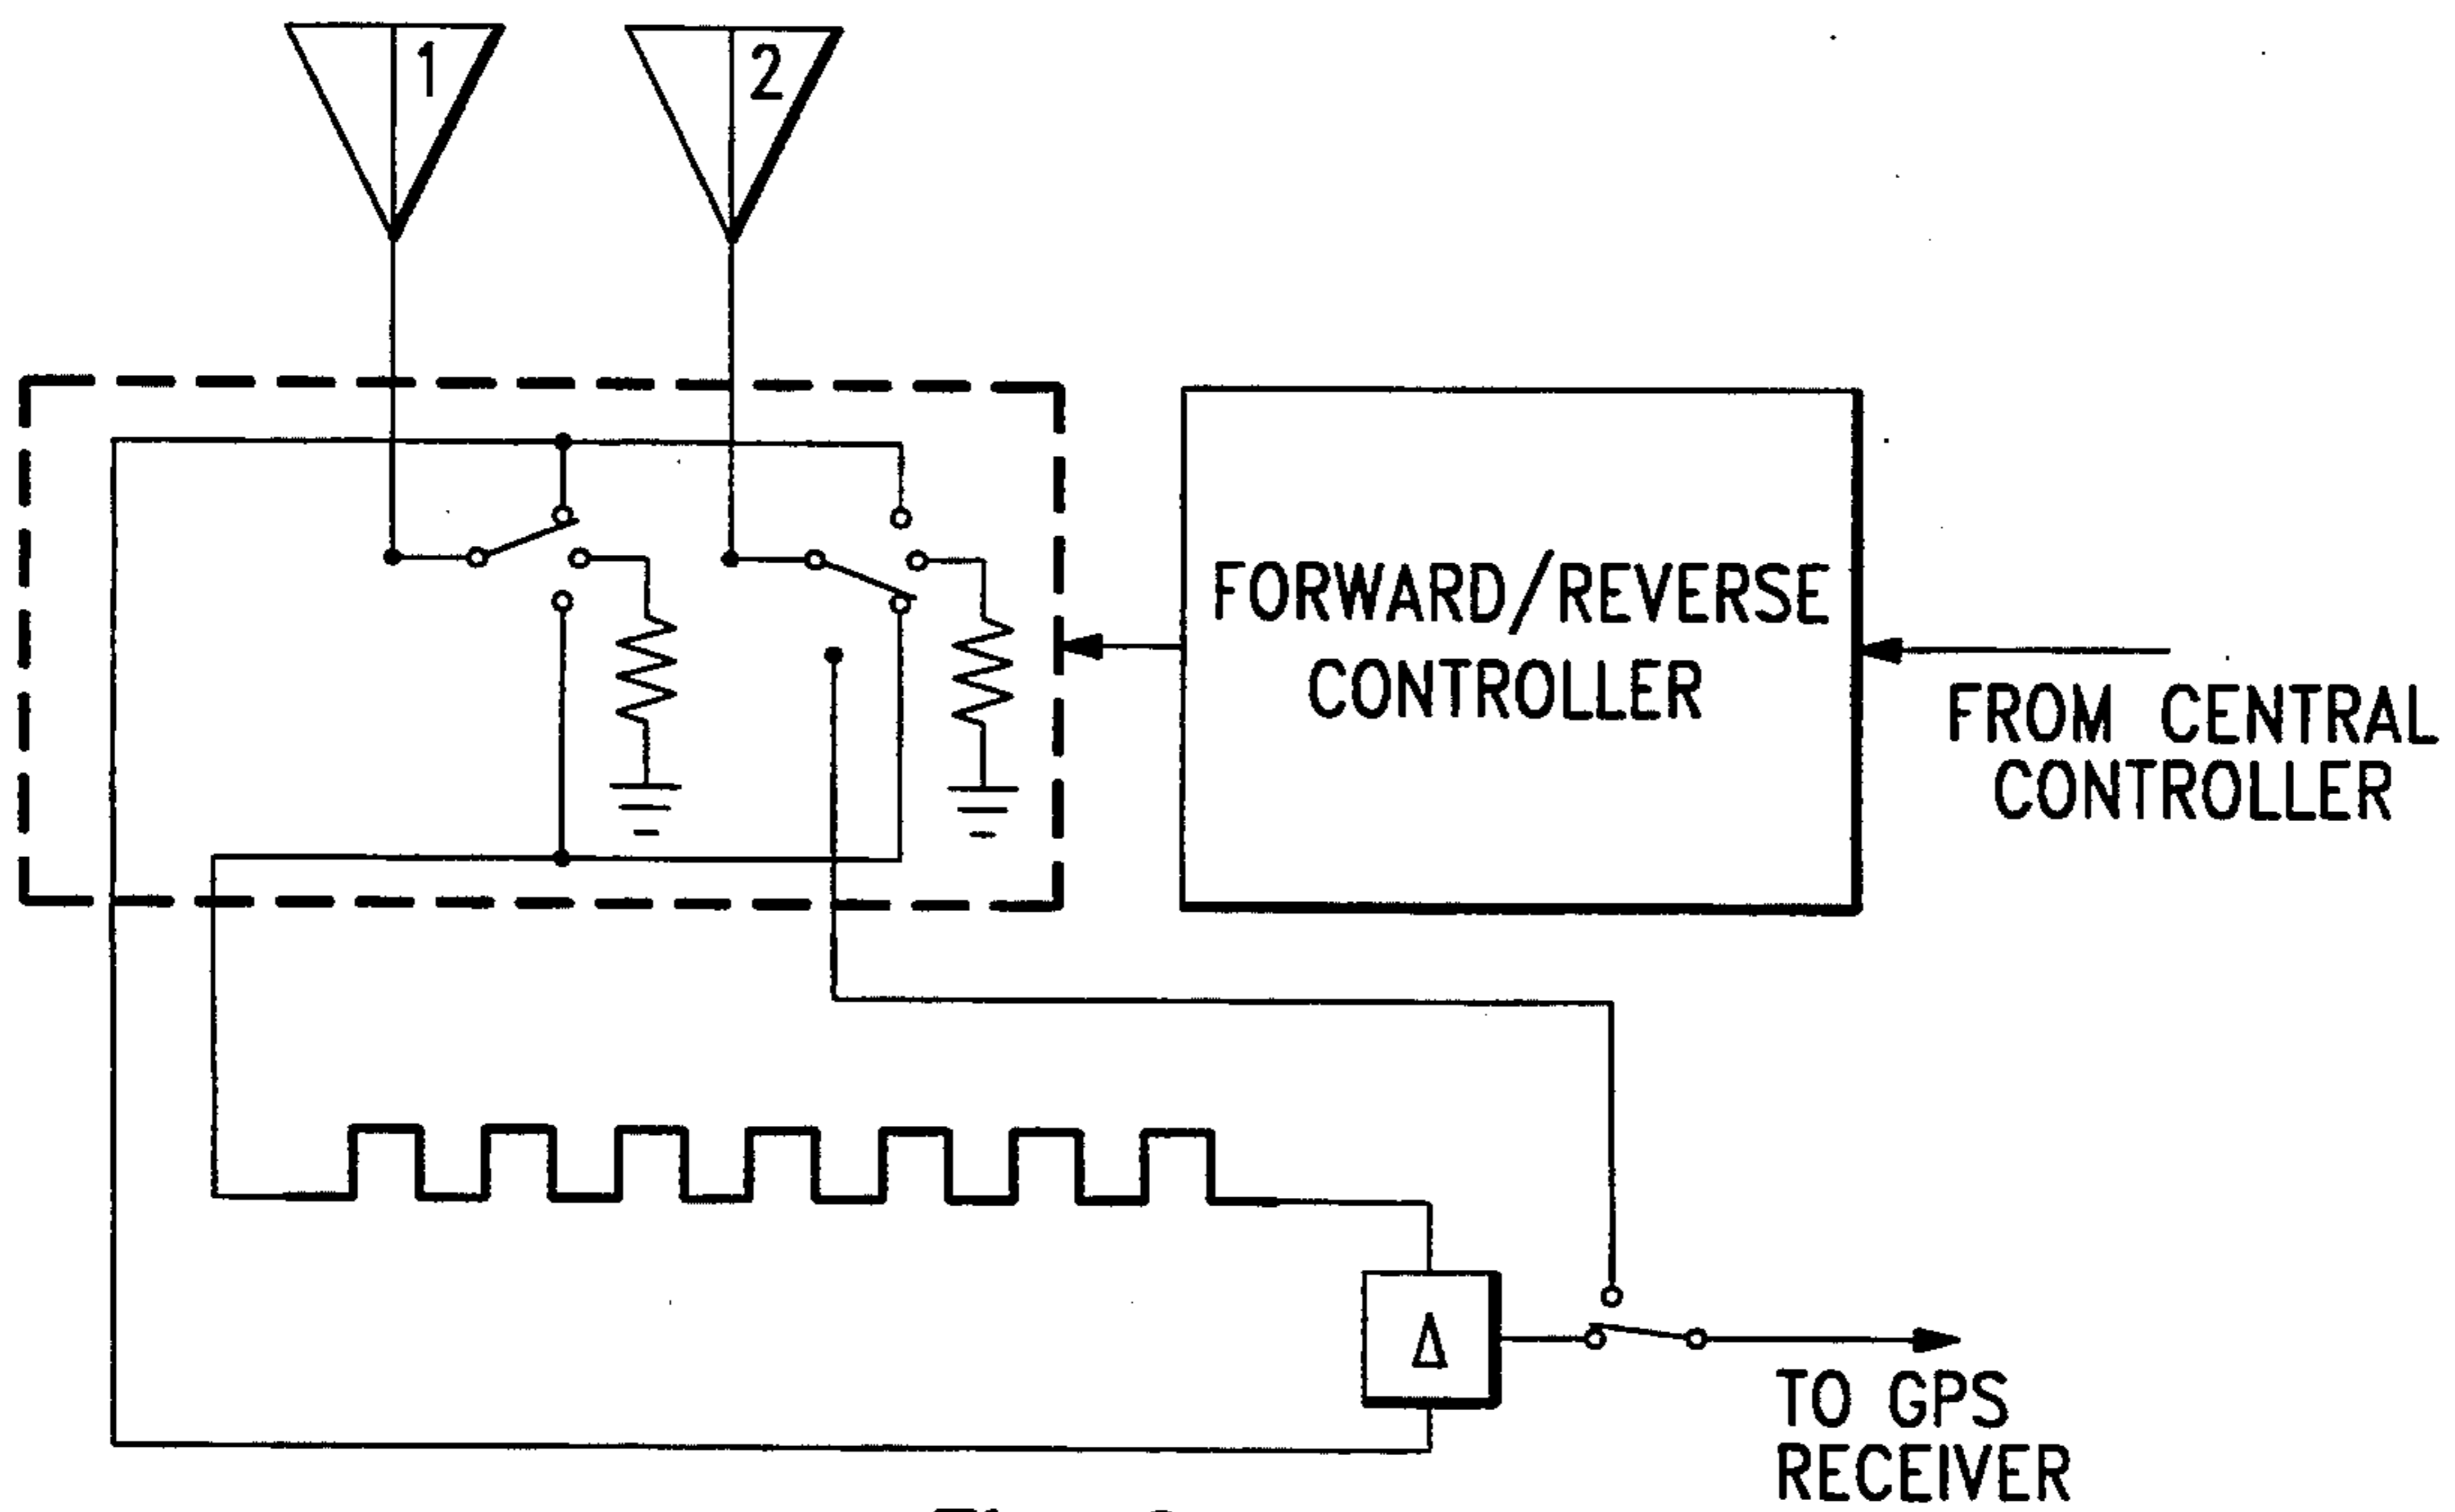 1
2
FORWARD/REVERSE
CONTROLLER
FROM CENTRAL
CONTROLLER
Δ
TO GPS
RECEIVER